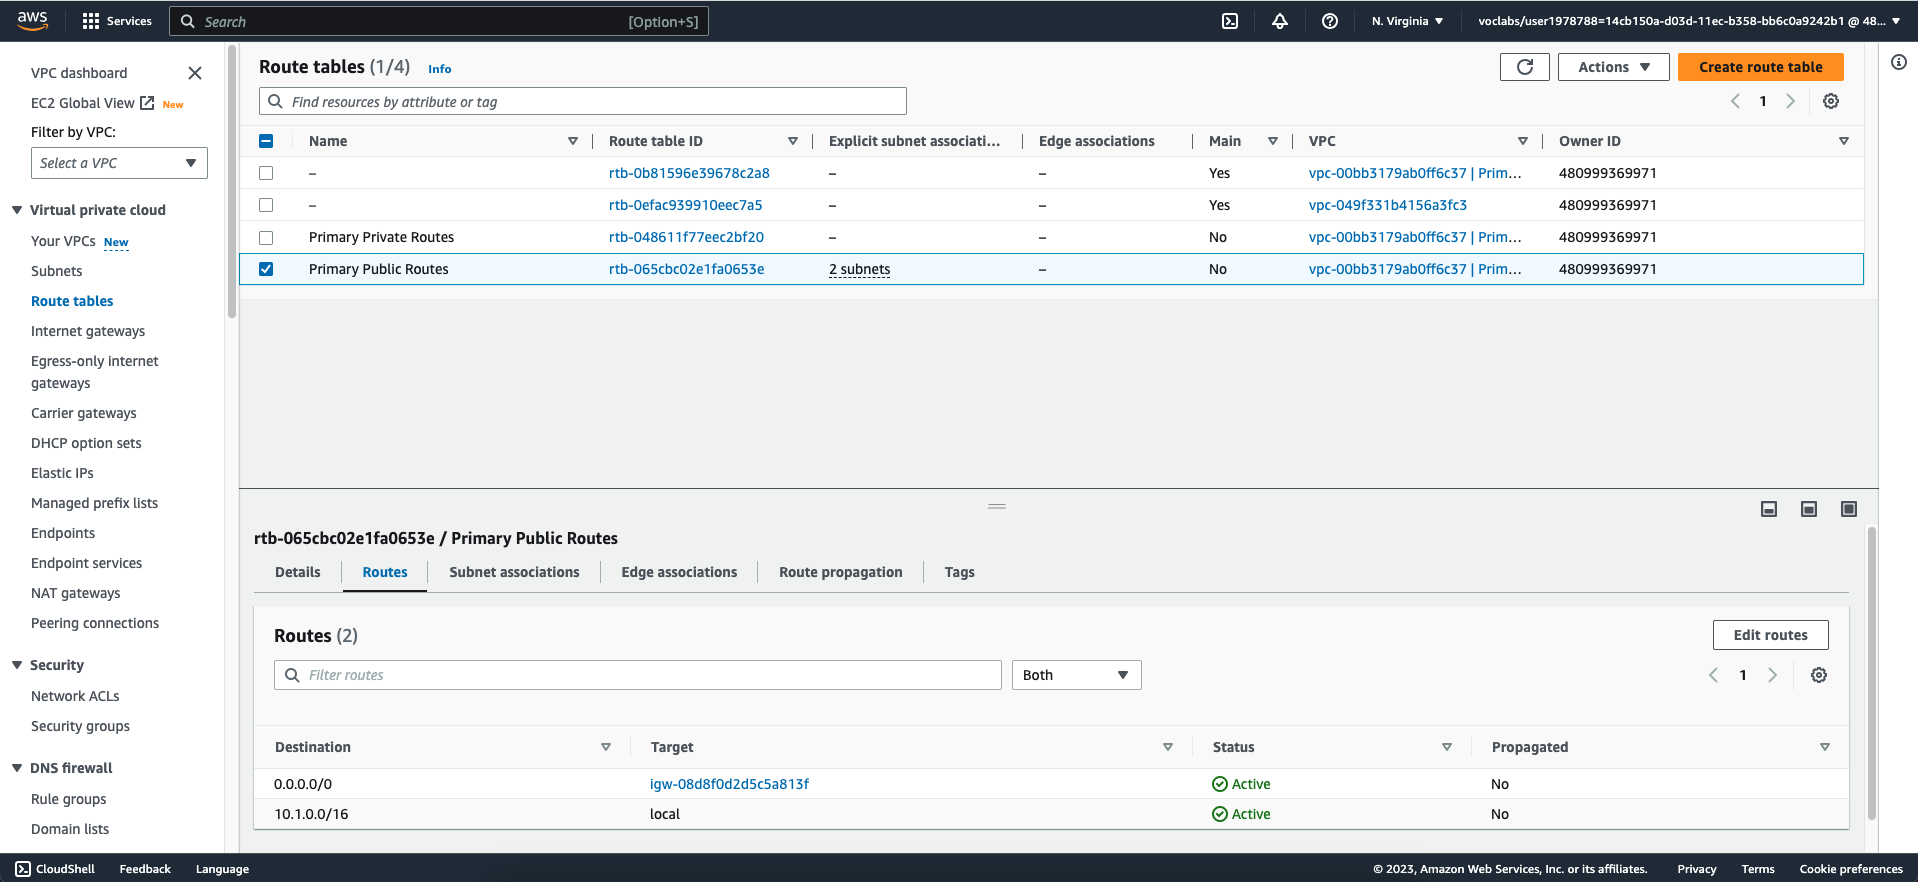 aws
Services
Search
[Option+S]
N. Virginia
voclabs/user1978788=14cb150a-d03d-11ec-b358-bb6c0a9242b1 @ 48...
VPC dashboard
EC2 Global View New
Filter by VPC:
Select a VPC
Virtual private cloud
Your VPCs New
Subnets
Route tables
Internet gateways
Egress-only internet
gateways
Carrier gateways
DHCP option sets
Elastic IPs
Managed prefix lists
Endpoints
Endpoint services
NAT gateways
Peering connections
Security
Network ACLs
Security groups
DNS firewall
Rule groups
Domain lists
Route tables (1/4) Info
Actions
Create route table
Find resources by attribute or tag
1
Name Route table ID Explicit subnet associati... Edge associations Main VPC Owner ID
– rtb-0b81596e39678c2a8 – – Yes vpc-00bb3179ab0ff6c37 | Prim... 480999369971
– rtb-0efac939910eec7a5 – – Yes vpc-049f331b4156a3fc3 480999369971
Primary Private Routes rtb-048611f77eec2bf20 – – No vpc-00bb3179ab0ff6c37 | Prim... 480999369971
Primary Public Routes rtb-065cbc02e1fa0653e 2 subnets – No vpc-00bb3179ab0ff6c37 | Prim... 480999369971
rtb-065cbc02e1fa0653e / Primary Public Routes
Details Routes Subnet associations Edge associations Route propagation Tags
Routes (2)
Edit routes
Filter routes
Both
1
Destination Target Status Propagated
0.0.0.0/0 igw-08d8f0d2d5c5a813f Active No
10.1.0.0/16 local Active No
CloudShell Feedback Language
© 2023, Amazon Web Services, Inc. or its affiliates. Privacy Terms Cookie preferences